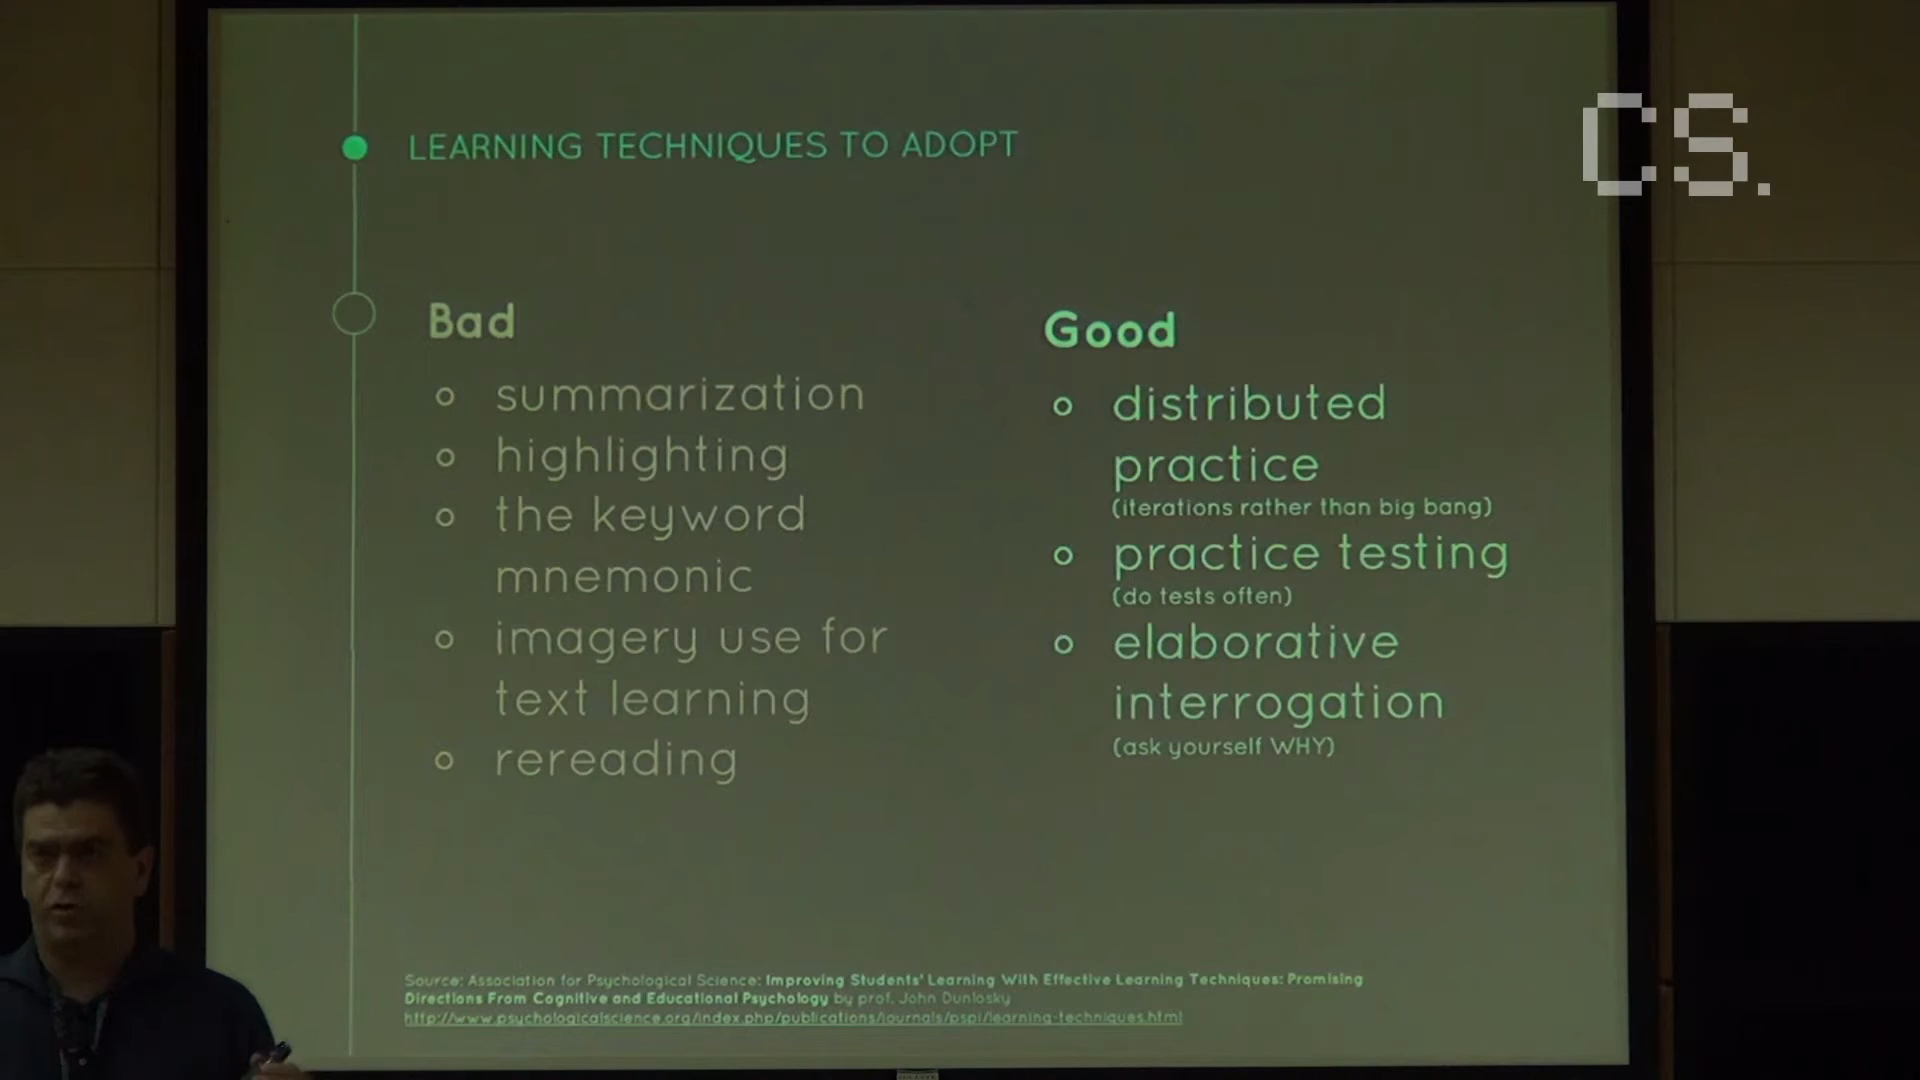 CS.
LEARNING TECHNIQUES TO ADOPT
Bad
summarization
highlighting
the keyword
mnemonic
imagery use for
text learning
rereading
Good
distributed
practice
(iterations rather than big bang)
practice testing
(do tests often)
elaborative
interrogation
(ask yourself WHY)
Source: Association for Psychological Science: Improving Students' Learning With Effective Learning Techniques: Promising
Directions From Cognitive and Educational Psychology by prof. John Dunlosky
http://www.psychologicalscience.org/index.php/publications/journals/pspi/learning-techniques.html